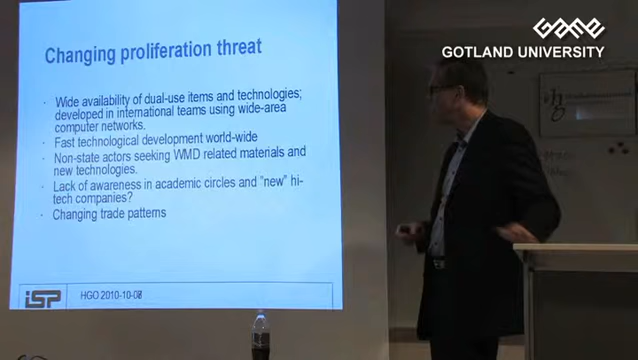 Changing proliferation threat
Wide availability of dual-use items and technologies;
developed in international teams using wide-area
computer networks.
Fast technological development world-wide
Non-state actors seeking WMD related materials and
new technologies.
Lack of awareness in academic circles and "new" hi-
tech companies?
Changing trade patterns
iSP
HGO 2010-10-08
GAME
GOTLAND UNIVERSITY